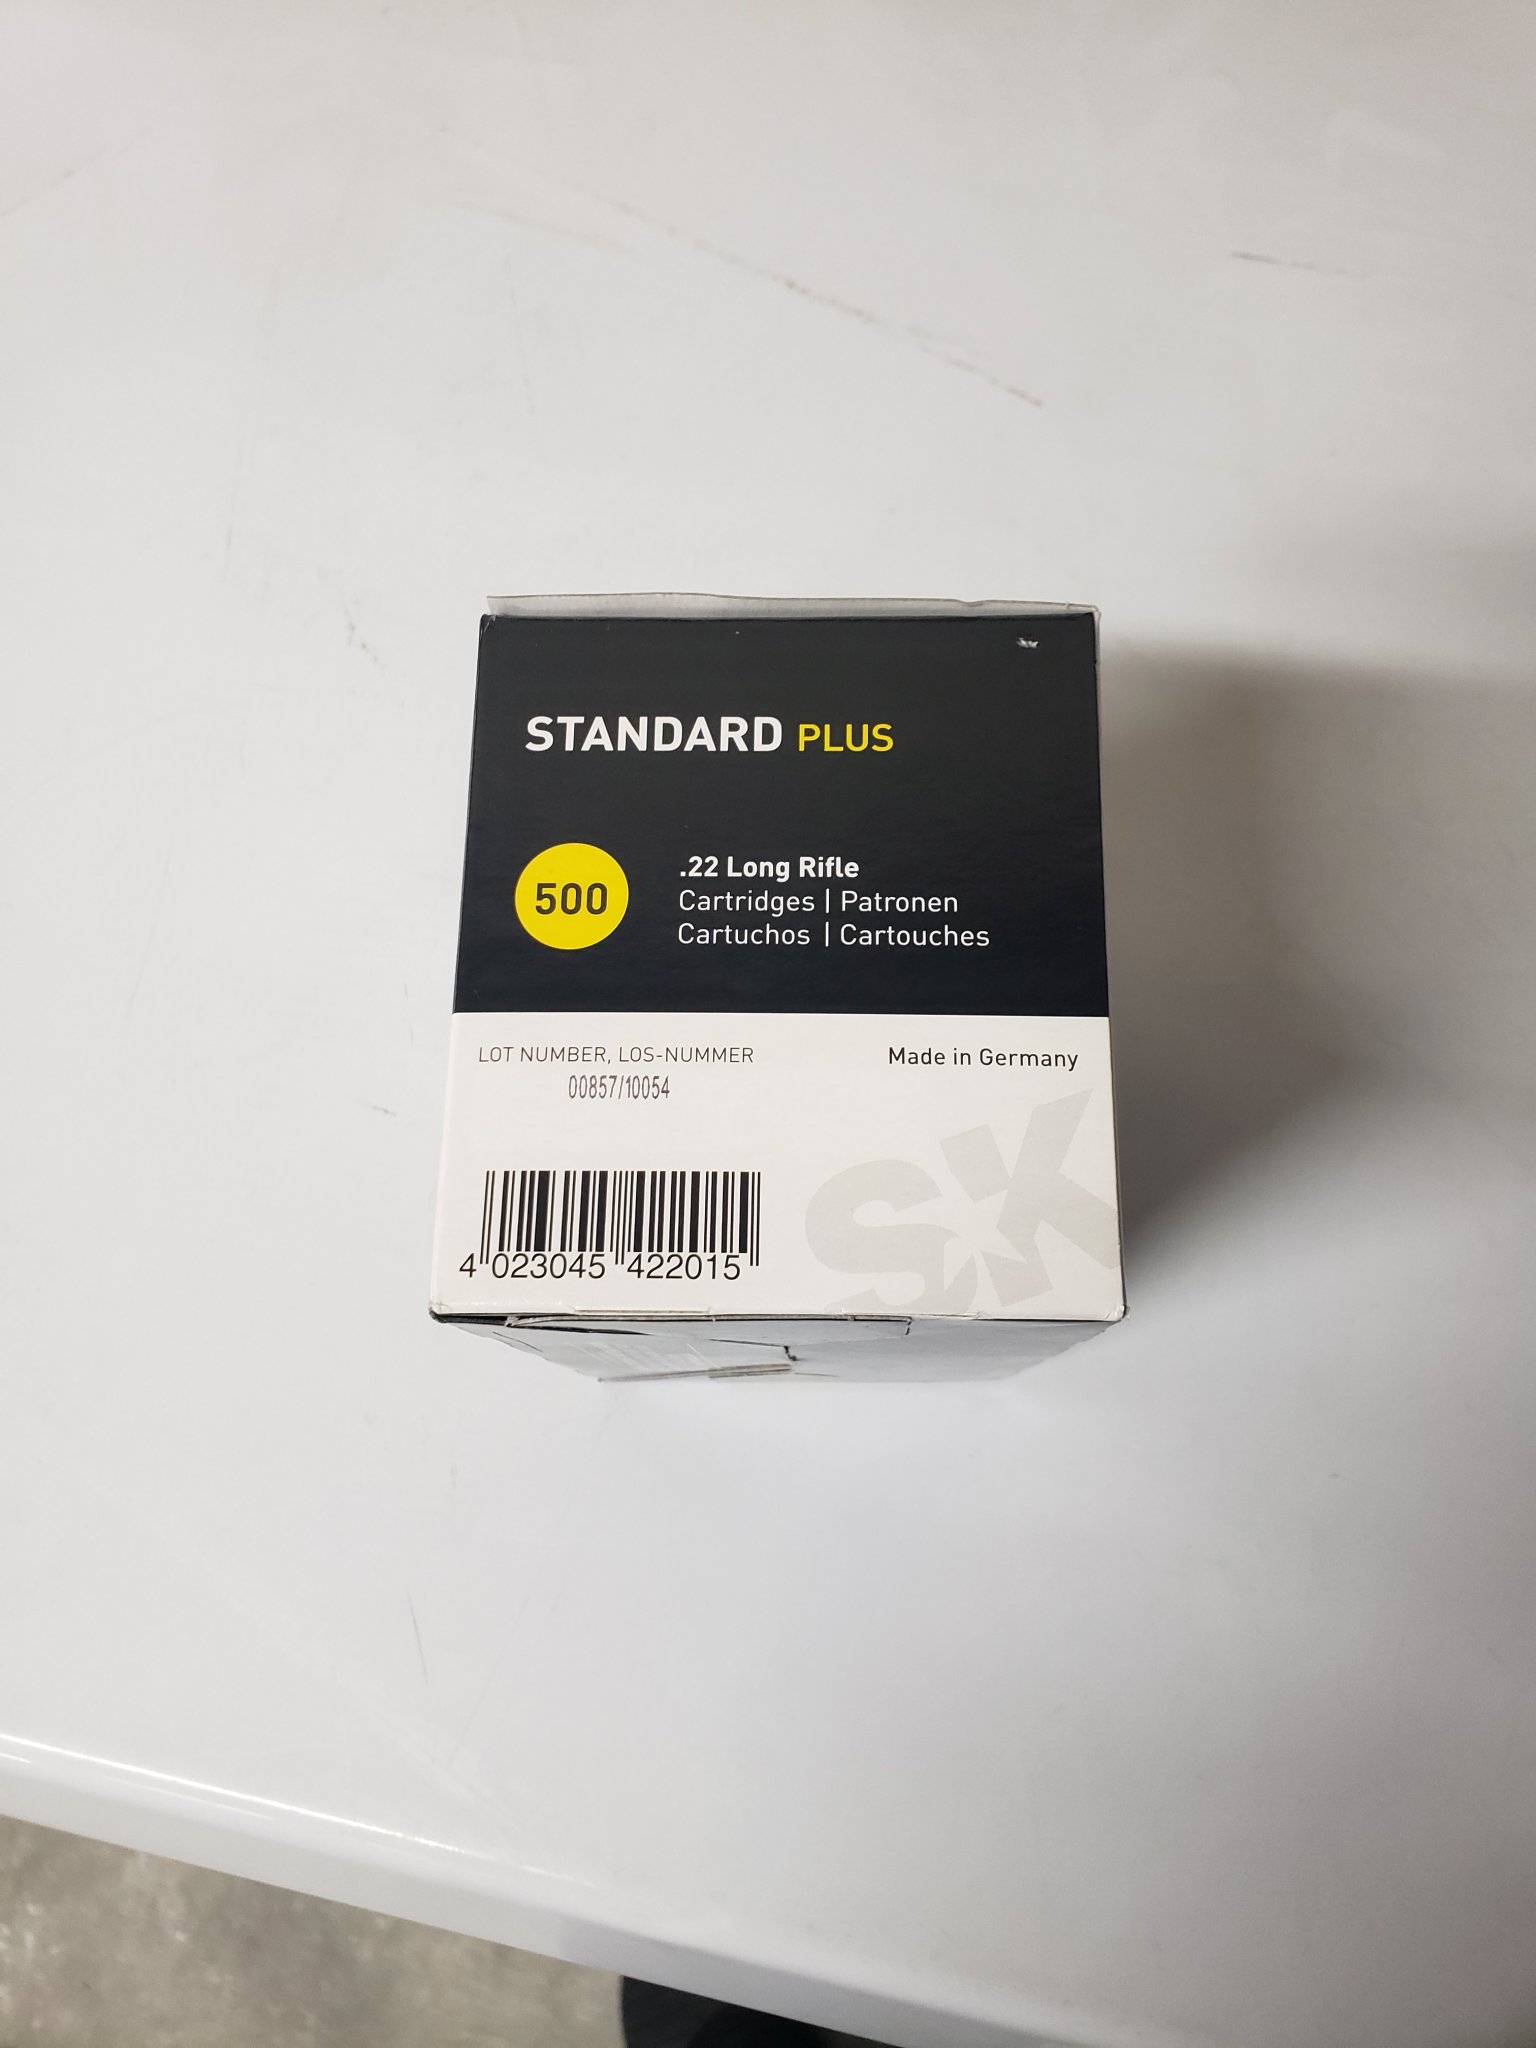 STANDARD PLUS
500
.22 Long Rifle
Cartridges | Patronen
Cartuchos | Cartouches
LOT NUMBER, LOS-NUMMER
00857/10054
Made in Germany
SK
4 023045 422015